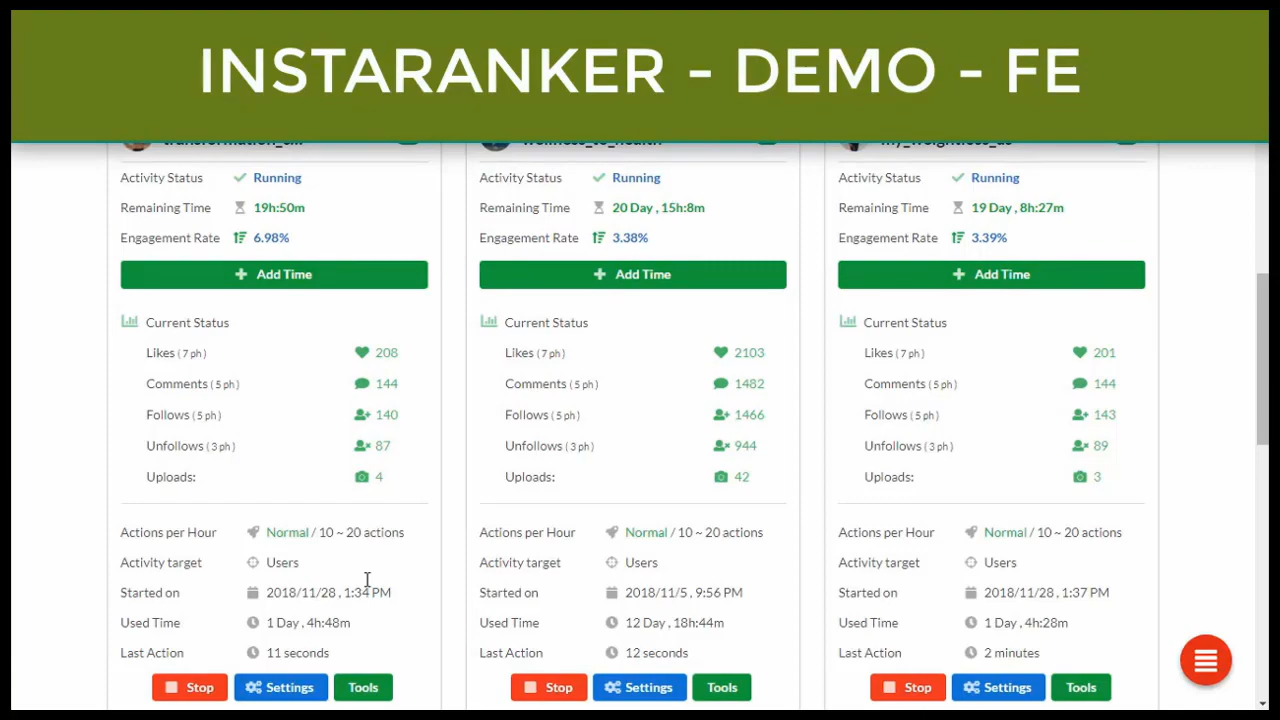 INSTARANKER - DEMO - FE
Activity Status Running
Remaining Time 19h:50m
Engagement Rate 6.98%
Add Time
Current Status
Likes ( 7 ph ) 208
Comments ( 5 ph ) 144
Follows ( 5 ph ) 140
Unfollows ( 3 ph ) 87
Uploads: 4
Actions per Hour Normal / 10 ~ 20 actions
Activity target Users
Started on 2018/11/28 , 1:34 PM
Used Time 1 Day , 4h:48m
Last Action 11 seconds
Stop Settings Tools
wellness_to_health
Activity Status Running
Remaining Time 20 Day , 15h:8m
Engagement Rate 3.38%
Add Time
Current Status
Likes ( 7 ph ) 2103
Comments ( 5 ph ) 1482
Follows ( 5 ph ) 1466
Unfollows ( 3 ph ) 944
Uploads: 42
Actions per Hour Normal / 10 ~ 20 actions
Activity target Users
Started on 2018/11/5 , 9:56 PM
Used Time 12 Day , 18h:44m
Last Action 12 seconds
Stop Settings Tools
Activity Status Running
Remaining Time 19 Day , 8h:27m
Engagement Rate 3.39%
Add Time
Current Status
Likes ( 7 ph ) 201
Comments ( 5 ph ) 144
Follows ( 5 ph ) 143
Unfollows ( 3 ph ) 89
Uploads: 3
Actions per Hour Normal / 10 ~ 20 actions
Activity target Users
Started on 2018/11/28 , 1:37 PM
Used Time 1 Day , 4h:28m
Last Action 2 minutes
Stop Settings Tools